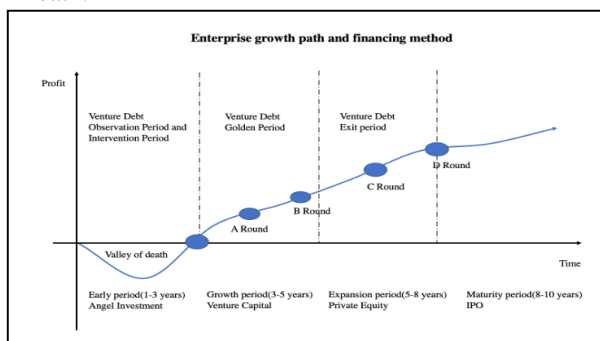 Enterprise growth path and financing method
Profit
Venture Debt
Observation Period and
Intervention Period
Venture Debt
Golden Period
Venture Debt
Exit period
D Round
C Round
B Round
A Round
Valley of death
Time
Early period(1-3 years)
Angel Investment
Growth period(3-5 years)
Venture Capital
Expansion period(5-8 years)
Private Equity
Maturity period(8-10 years)
IPO